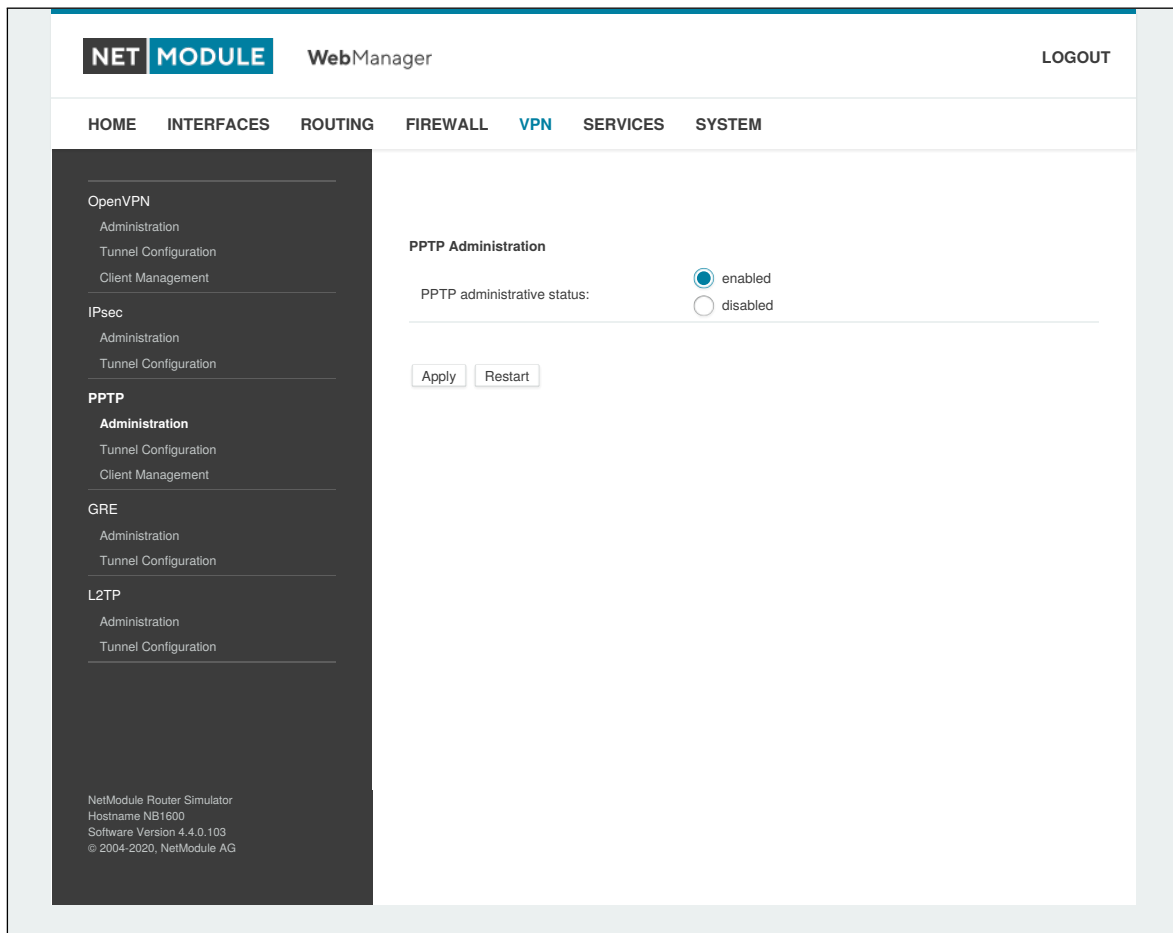 NET MODULE WebManager LOGOUT
HOME INTERFACES ROUTING FIREWALL VPN SERVICES SYSTEM
OpenVPN
Administration
Tunnel Configuration
Client Management
IPsec
Administration
Tunnel Configuration
PPTP
Administration
Tunnel Configuration
Client Management
GRE
Administration
Tunnel Configuration
L2TP
Administration
Tunnel Configuration
NetModule Router Simulator
Hostname NB1600
Software Version 4.4.0.103
© 2004-2020, NetModule AG
PPTP Administration
PPTP administrative status:
enabled
disabled
Apply Restart